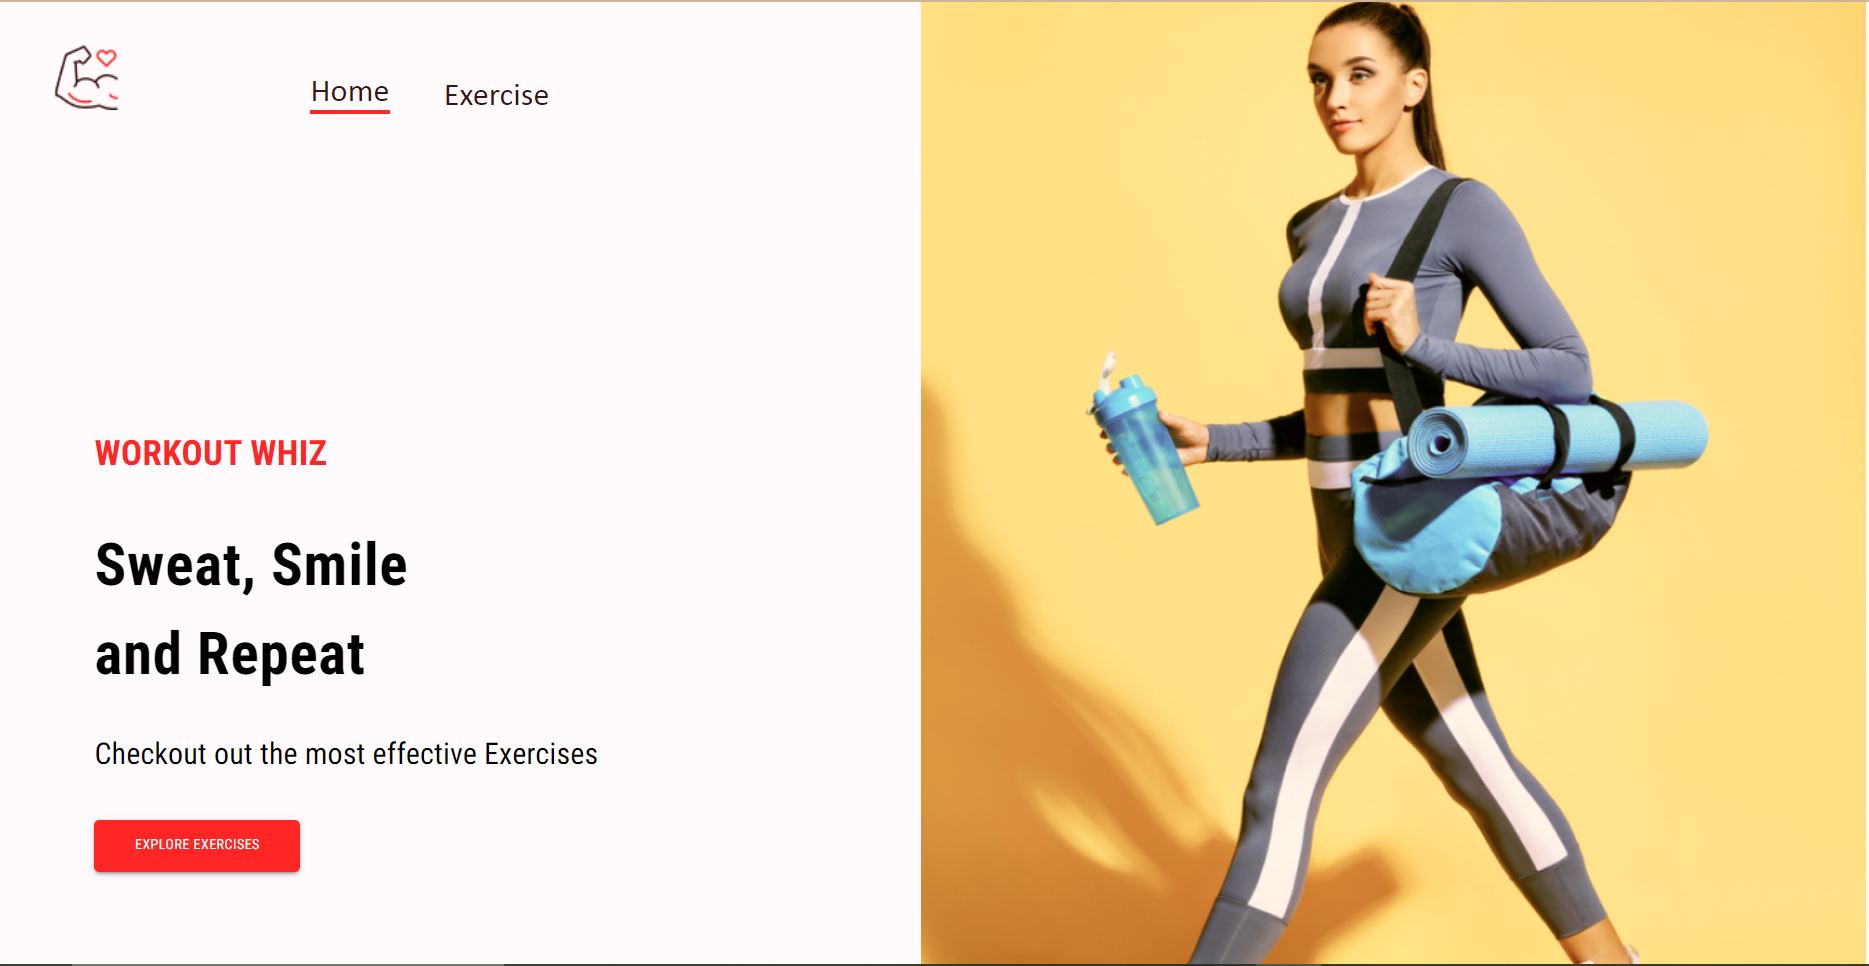 Home
Exercise
WORKOUT WHIZ
Sweat, Smile
and Repeat
Checkout out the most effective Exercises
EXPLORE EXERCISES